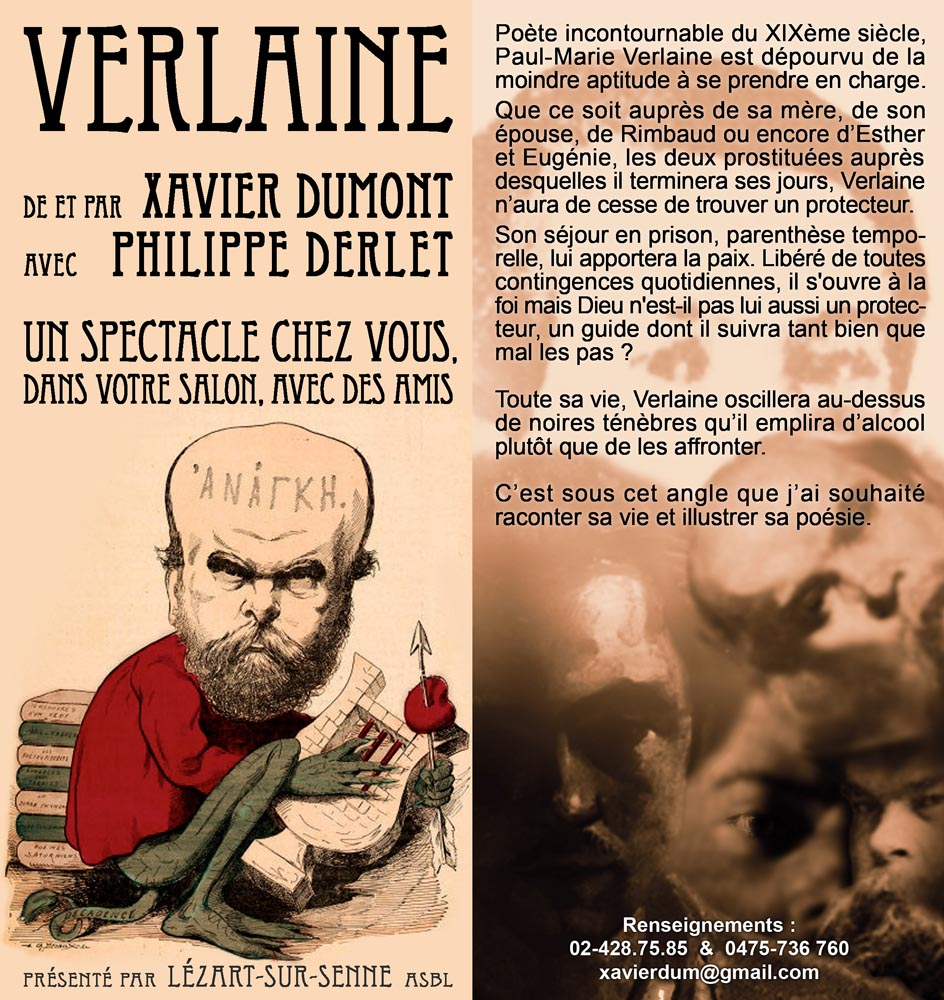 VERLAINE
DE ET PAR XAVIER DUMONT
AVEC PHILIPPE DERLET
UN SPECTACLE CHEZ VOUS,
DANS VOTRE SALON, AVEC DES AMIS
'ΑΝΆΓΚΗ.
POÈMES
SATURNIENS
DÉCADENCE
PRÉSENTÉ PAR LÉZART-SUR-SENNE ASBL
Poète incontournable du XIXème siècle,
Paul-Marie Verlaine est dépourvu de la
moindre aptitude à se prendre en charge.
Que ce soit auprès de sa mère, de son
épouse, de Rimbaud ou encore d'Esther
et Eugénie, les deux prostituées auprès
desquelles il terminera ses jours, Verlaine
n'aura de cesse de trouver un protecteur.
Son séjour en prison, parenthèse tempo-
relle, lui apportera la paix. Libéré de toutes
contingences quotidiennes, il s'ouvre à la
foi mais Dieu n'est-il pas lui aussi un protec-
teur, un guide dont il suivra tant bien que
mal les pas ?
Toute sa vie, Verlaine oscillera au-dessus
de noires ténèbres qu'il emplira d'alcool
plutôt que de les affronter.
C'est sous cet angle que j'ai souhaité
raconter sa vie et illustrer sa poésie.
Renseignements :
02-428.75.85 & 0475-736 760
xavierdum@gmail.com